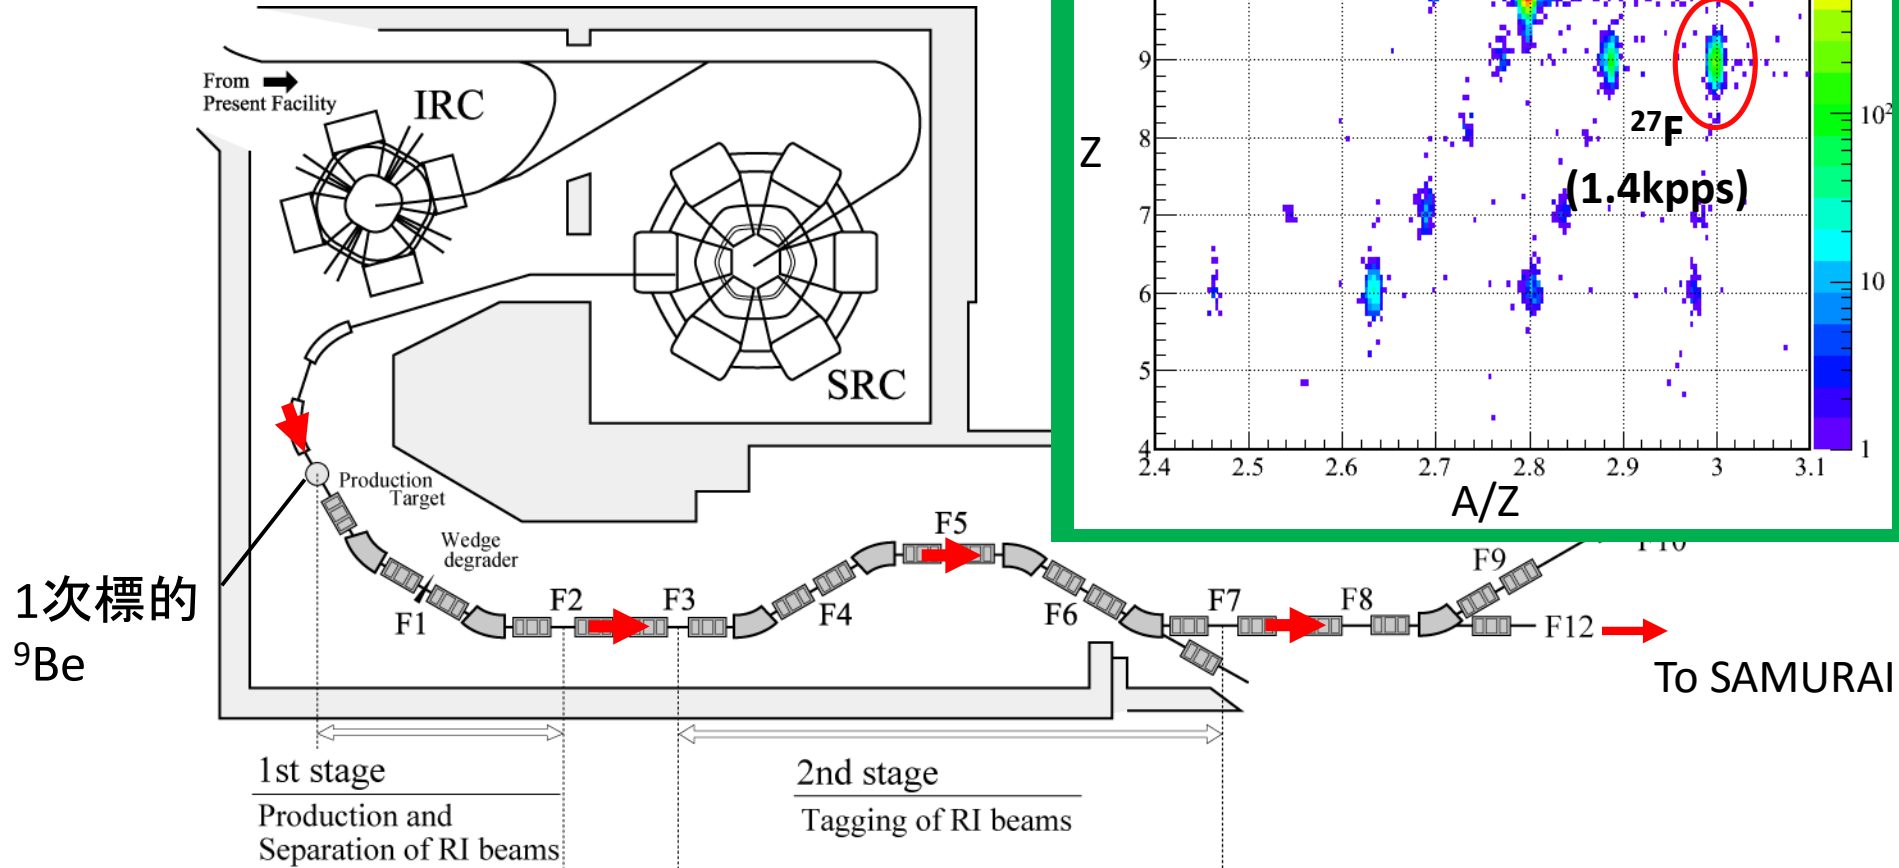 From
Present Facility
IRC
SRC
Production
Target
Wedge
degrader
1次標的
⁹Be
F1
F2
F3
F4
F5
F6
F7
F8
F9
F12
To SAMURAI
1st stage
Production and
Separation of RI beams
2nd stage
Tagging of RI beams
Z
9
8
7
6
5
4
2.4 2.5 2.6 2.7 2.8 2.9 3 3.1
A/Z
²⁷F
(1.4kpps)
10²
10
1